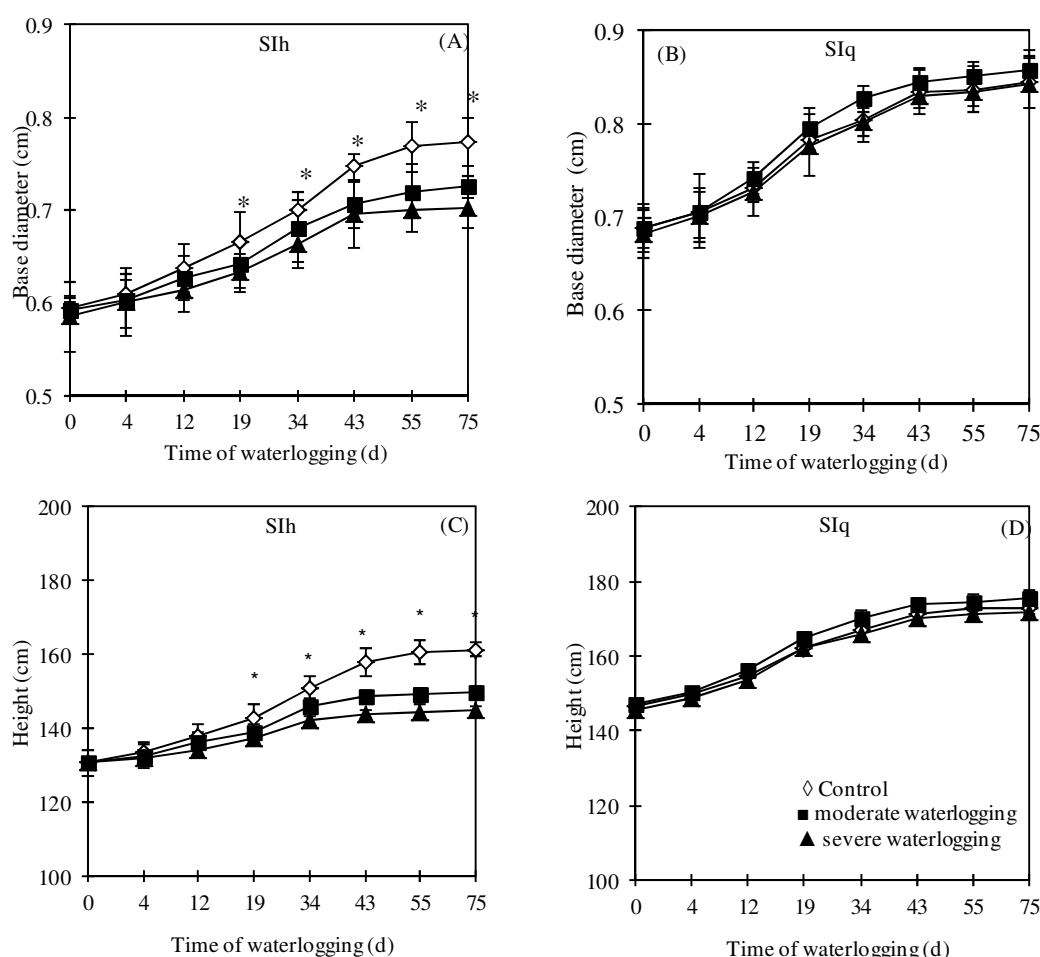 SIh
(A)
*
*
*
*
*
0.9
0.8
0.7
0.6
0.5
Base diameter (cm)
0 4 12 19 34 43 55 75
Time of waterlogging (d)
SIq
(B)
0.9
0.8
0.7
0.6
0.5
Base diameter (cm)
0 4 12 19 34 43 55 75
Time of waterlogging (d)
SIh
(C)
*
*
*
*
*
200
180
160
140
120
100
Height (cm)
0 4 12 19 34 43 55 75
Time of waterlogging (d)
SIq
(D)
200
180
160
140
120
100
Height (cm)
Control
moderate waterlogging
severe waterlogging
0 4 12 19 34 43 55 75
Time of waterlogging (d)